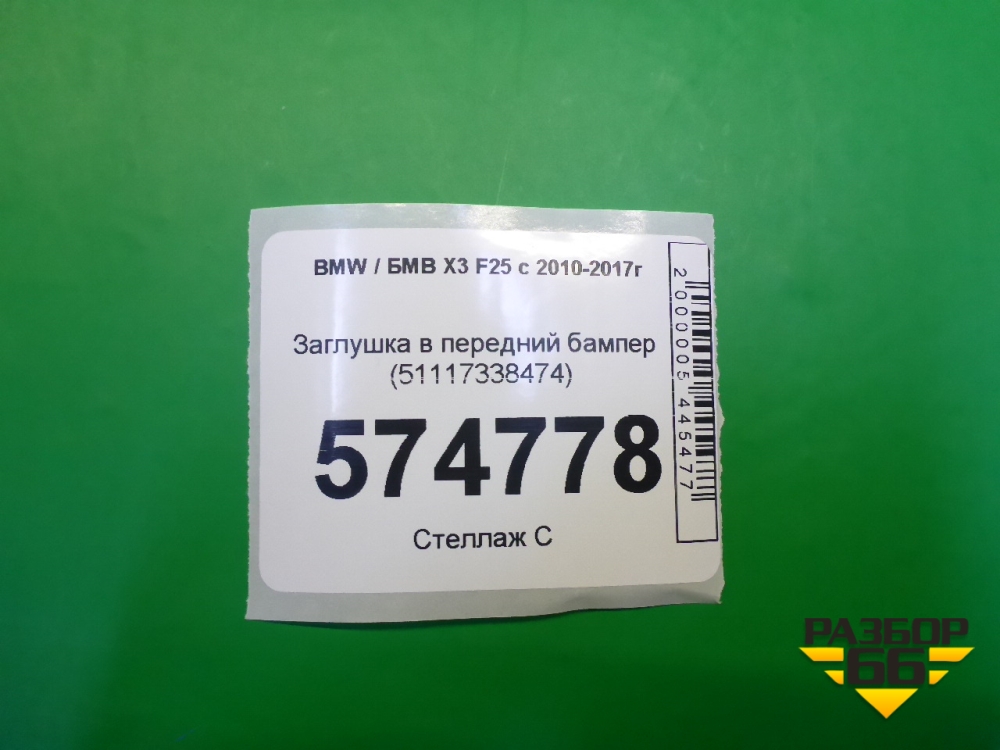 BMW / БМВ X3 F25 с 2010-2017г
Заглушка в передний бампер
(51117338474)
574778
Стеллаж С
2000005445477
РАЗБОР
66